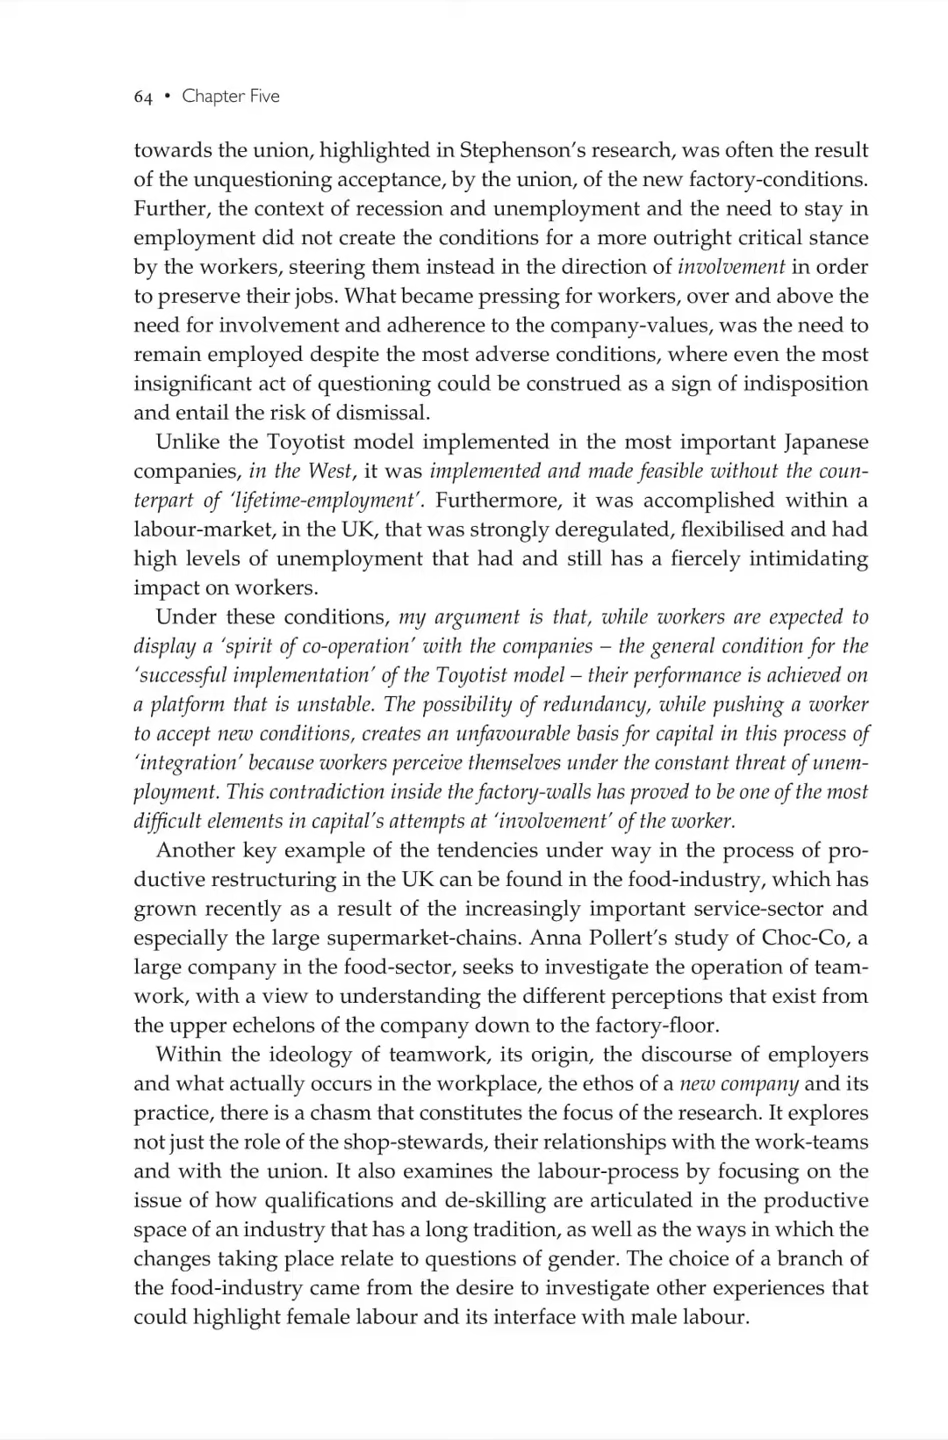 64 • Chapter Five
towards the union, highlighted in Stephenson’s research, was often the result
of the unquestioning acceptance, by the union, of the new factory-conditions.
Further, the context of recession and unemployment and the need to stay in
employment did not create the conditions for a more outright critical stance
by the workers, steering them instead in the direction of involvement in order
to preserve their jobs. What became pressing for workers, over and above the
need for involvement and adherence to the company-values, was the need to
remain employed despite the most adverse conditions, where even the most
insignificant act of questioning could be construed as a sign of indisposition
and entail the risk of dismissal.
Unlike the Toyotist model implemented in the most important Japanese
companies, in the West, it was implemented and made feasible without the coun-
terpart of ‘lifetime-employment’. Furthermore, it was accomplished within a
labour-market, in the UK, that was strongly deregulated, flexibilised and had
high levels of unemployment that had and still has a fiercely intimidating
impact on workers.
Under these conditions, my argument is that, while workers are expected to
display a ‘spirit of co-operation’ with the companies – the general condition for the
‘successful implementation’ of the Toyotist model – their performance is achieved on
a platform that is unstable. The possibility of redundancy, while pushing a worker
to accept new conditions, creates an unfavourable basis for capital in this process of
‘integration’ because workers perceive themselves under the constant threat of unem-
ployment. This contradiction inside the factory-walls has proved to be one of the most
difficult elements in capital’s attempts at ‘involvement’ of the worker.
Another key example of the tendencies under way in the process of pro-
ductive restructuring in the UK can be found in the food-industry, which has
grown recently as a result of the increasingly important service-sector and
especially the large supermarket-chains. Anna Pollert’s study of Choc-Co, a
large company in the food-sector, seeks to investigate the operation of team-
work, with a view to understanding the different perceptions that exist from
the upper echelons of the company down to the factory-floor.
Within the ideology of teamwork, its origin, the discourse of employers
and what actually occurs in the workplace, the ethos of a new company and its
practice, there is a chasm that constitutes the focus of the research. It explores
not just the role of the shop-stewards, their relationships with the work-teams
and with the union. It also examines the labour-process by focusing on the
issue of how qualifications and de-skilling are articulated in the productive
space of an industry that has a long tradition, as well as the ways in which the
changes taking place relate to questions of gender. The choice of a branch of
the food-industry came from the desire to investigate other experiences that
could highlight female labour and its interface with male labour.